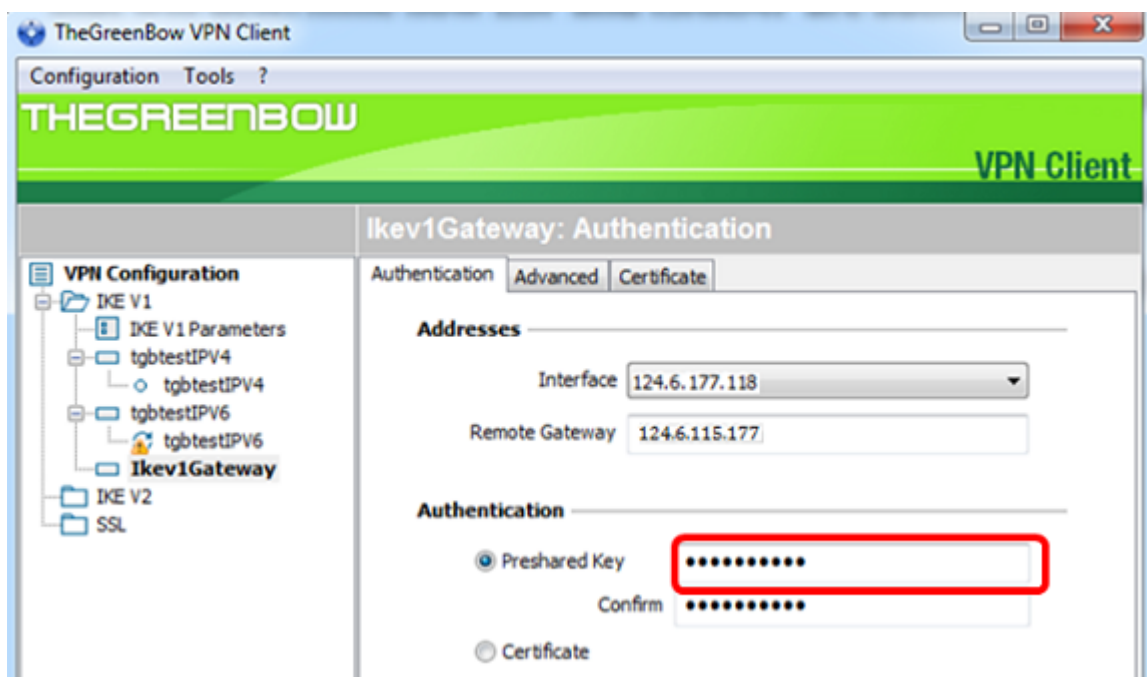 TheGreenBow VPN Client
Configuration Tools ?
THEGREENBOW
VPN Client
Ikev1Gateway: Authentication
VPN Configuration
IKE V1
IKE V1 Parameters
tgbtestIPV4
tgbtestIPV4
tgbtestIPV6
tgbtestIPV6
Ikev1Gateway
IKE V2
SSL
Authentication Advanced Certificate
Addresses
Interface 124.6.177.118
Remote Gateway 124.6.115.177
Authentication
Preshared Key ••••••••••
Confirm ••••••••••
Certificate